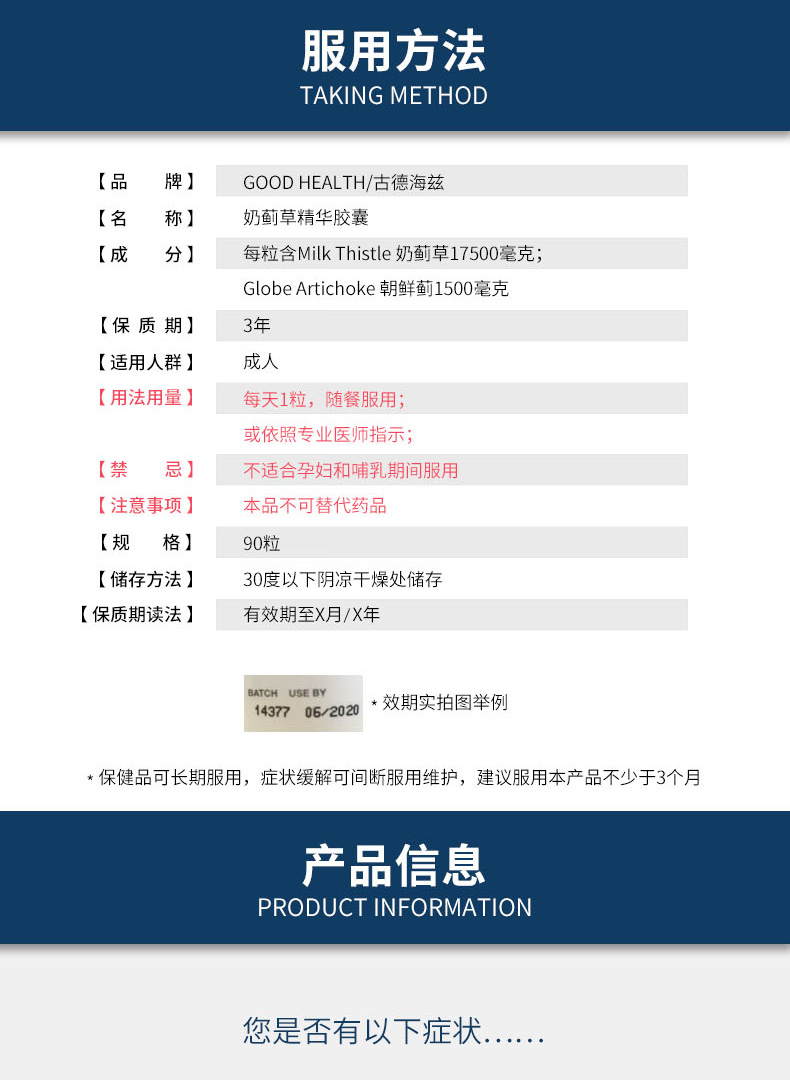 服用方法
TAKING METHOD
【品 牌】 GOOD HEALTH/古德海兹
【名 称】 奶蓟草精华胶囊
【成 分】 每粒含Milk Thistle 奶蓟草17500毫克；
Globe Artichoke 朝鲜蓟1500毫克
【保 质 期】 3年
【适用人群】 成人
【用法用量】 每天1粒，随餐服用；
或依照专业医师指示；
【禁 忌】 不适合孕妇和哺乳期间服用
【注意事项】 本品不可替代药品
【规 格】 90粒
【储存方法】 30度以下阴凉干燥处储存
【保质期读法】 有效期至X月/X年
BATCH USE BY
14377 06/2020
* 效期实拍图举例
* 保健品可长期服用，症状缓解可间断服用维护，建议服用本产品不少于3个月
产品信息
PRODUCT INFORMATION
您是否有以下症状……